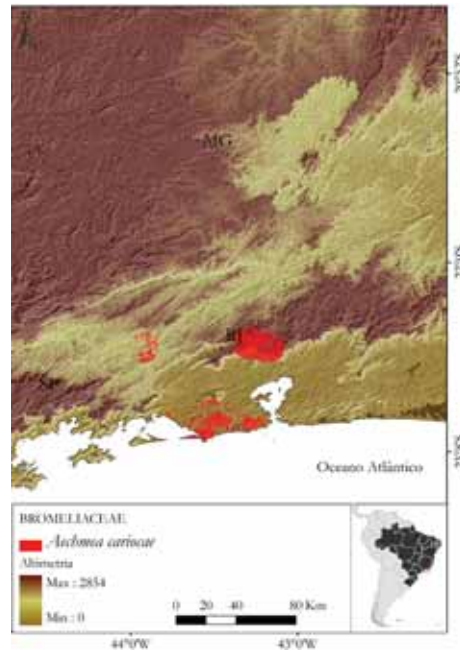 MG
RJ
Oceano Atlântico
BROMELIACEAE
Aechmea cariocae
Altimetria
Max : 2854
Min : 0
0 20 40 80 Km
44°0'W 43°0'W